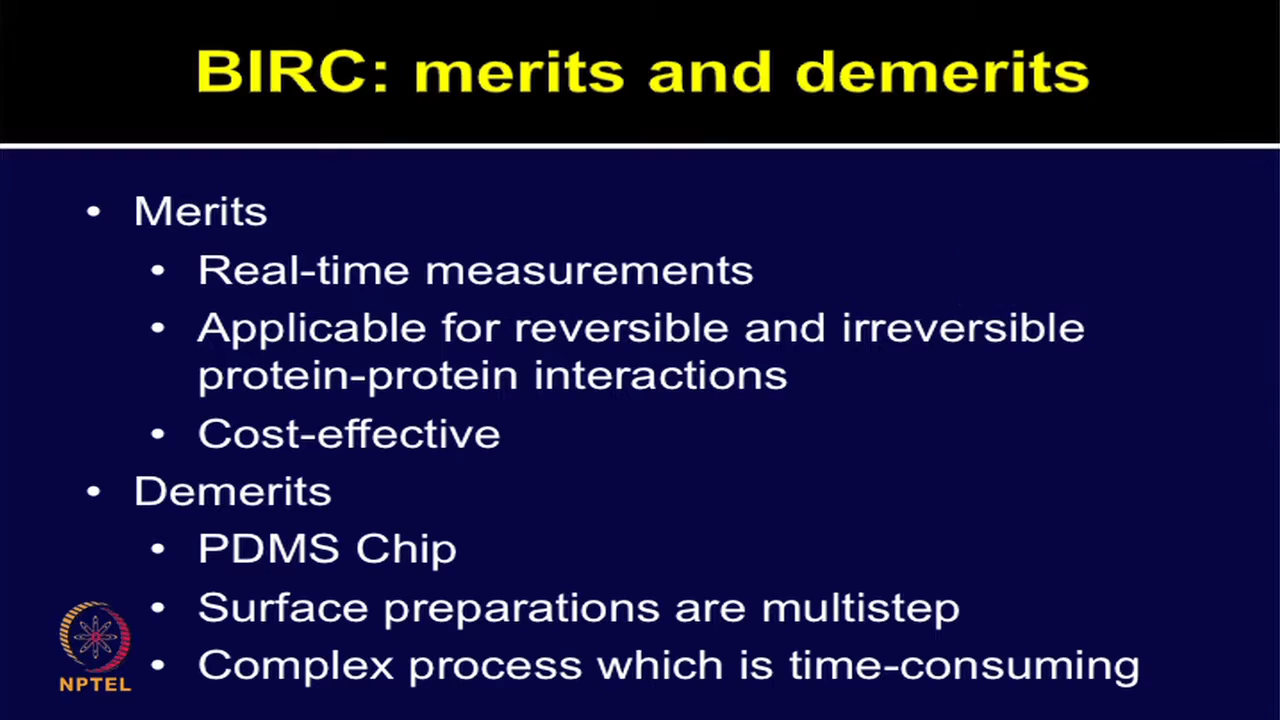 BIRC: merits and demerits
• Merits
• Real-time measurements
• Applicable for reversible and irreversible
protein-protein interactions
• Cost-effective
• Demerits
• PDMS Chip
• Surface preparations are multistep
• Complex process which is time-consuming
NPTEL